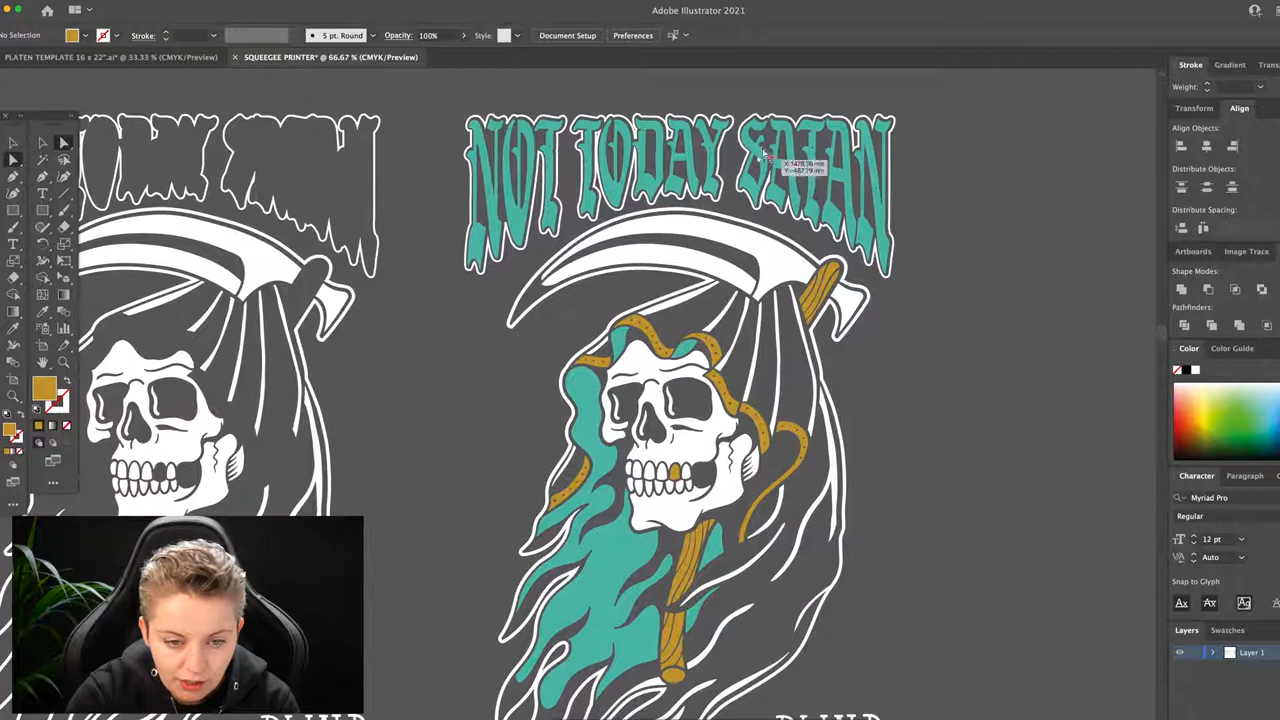 Adobe Illustrator 2021
No Selection
Stroke:
5 pt. Round
Opacity: 100%
Style:
Document Setup
Preferences
PLATEN TEMPLATE 16 x 22".ai* @ 33.33 % (CMYK/Preview)
× SQUEEGEE PRINTER* @ 66.67 % (CMYK/Preview)
Stroke Gradient
Weight:
Transform Align
Align Objects:
Distribute Objects:
Distribute Spacing:
Artboards Image Trace
Shape Modes:
Pathfinders:
Color Color Guide
Character Paragraph
Myriad Pro
Regular
12 pt
Auto
Snap to Glyph
Layers Swatches
Layer 1
NOT TODAY SATAN